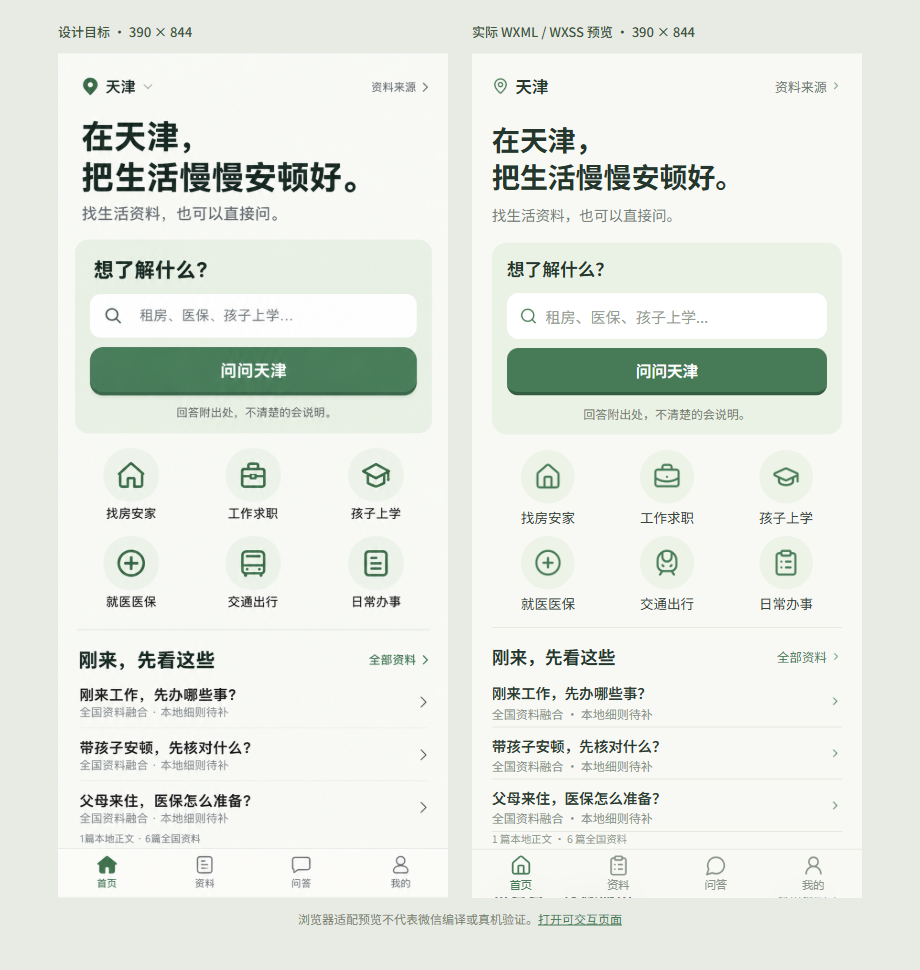 设计目标 · 390 × 844
天津
资料来源
在天津，
把生活慢慢安顿好。
找生活资料，也可以直接问。
想了解什么？
租房、医保、孩子上学…
问问天津
回答附出处，不清楚的会说明。
找房安家
工作求职
孩子上学
就医医保
交通出行
日常办事
刚来，先看这些
全部资料
刚来工作，先办哪些事？
全国资料融合 · 本地细则待补
带孩子安顿，先核对什么？
全国资料融合 · 本地细则待补
父母来住，医保怎么准备？
全国资料融合 · 本地细则待补
1篇本地正文 · 6篇全国资料
首页
资料
问答
我的
实际 WXML / WXSS 预览 · 390 × 844
天津
资料来源
在天津，
把生活慢慢安顿好。
找生活资料，也可以直接问。
想了解什么？
租房、医保、孩子上学...
问问天津
回答附出处，不清楚的会说明。
找房安家
工作求职
孩子上学
就医医保
交通出行
日常办事
刚来，先看这些
全部资料
刚来工作，先办哪些事？
全国资料融合 · 本地细则待补
带孩子安顿，先核对什么？
全国资料融合 · 本地细则待补
父母来住，医保怎么准备？
全国资料融合 · 本地细则待补
1 篇本地正文 · 6 篇全国资料
首页
资料
问答
我的
浏览器适配预览不代表微信编译或真机验证。打开可交互页面